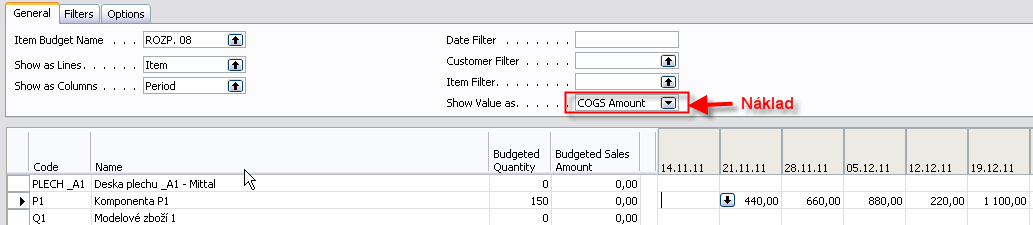 General Filters Options
Item Budget Name . . . . ROZP. 08
Show as Lines. . . . . . . Item
Show as Columns . . . . . Period
Date Filter . . . . . . . .
Customer Filter . . . . . .
Item Filter. . . . . . . . .
Show Value as. . . . . . . COGS Amount
Náklad
Code Name Budgeted Quantity Budgeted Sales Amount 14.11.11 21.11.11 28.11.11 05.12.11 12.12.11 19.12.11
PLECH _A1 Deska plechu _A1 - Mittal 0 0,00
P1 Komponenta P1 150 0,00 440,00 660,00 880,00 220,00 1 100,00
Q1 Modelové zboží 1 0 0,00